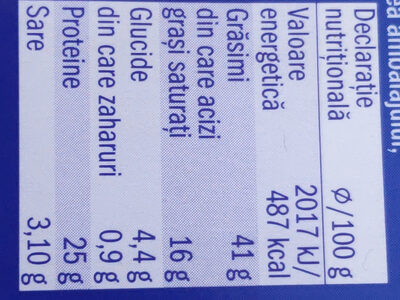 ea ambalajului,
Declarație nutrițională Ø/100 g
Valoare energetică 2017 kJ/ 487 kcal
Grăsimi 41 g
din care acizi grași saturați 16 g
Glucide 4,4 g
din care zaharuri 0,9 g
Proteine 25 g
Sare 3,10 g